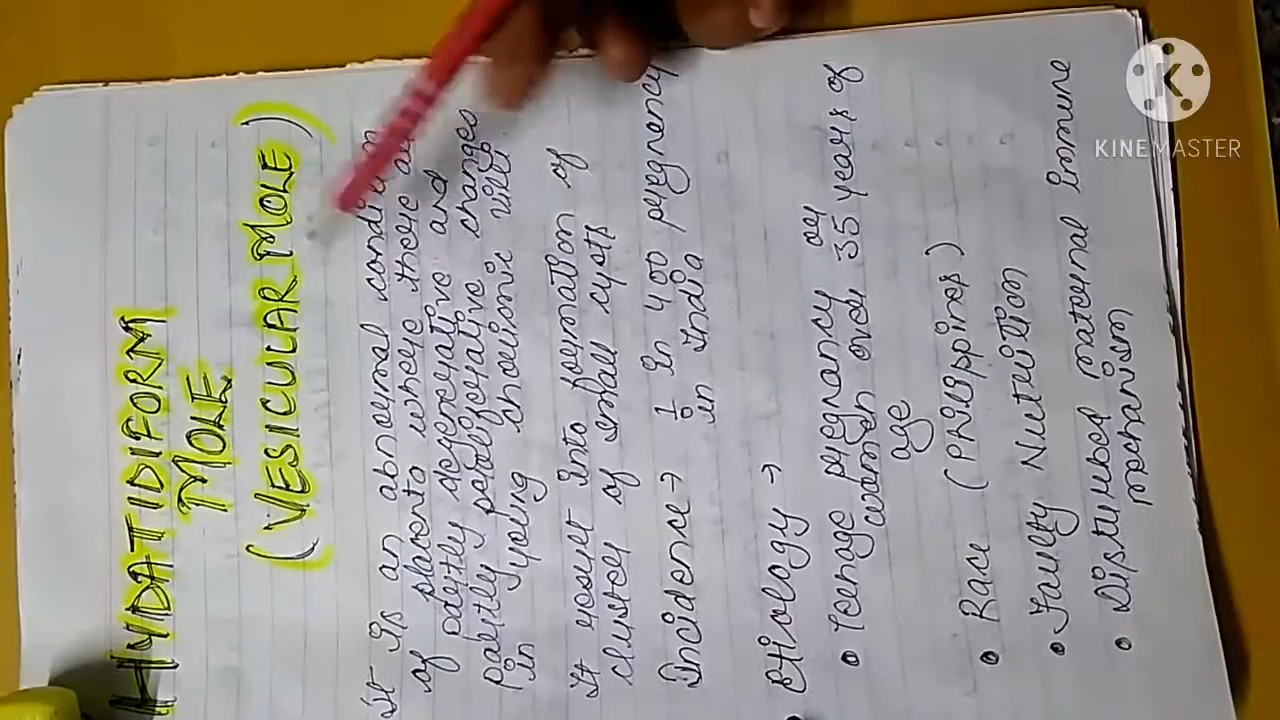 HYDATIDIFORM
MOLE
(VESICULAR MOLE)
It is an abnormal condition
of placenta where there are
partly degenerative and
partly proliferative changes
in young chorionic villi
It result into formation of
cluster of small cysts
Incidence → 1/1 in 400 pregnency
in India
Etiology →
• Teenage pregnancy or
women over 35 years of
age
• Race (Philippines)
• Faulty Nutrition
• Disturbed maternal immune
mechanism
KINEMASTER